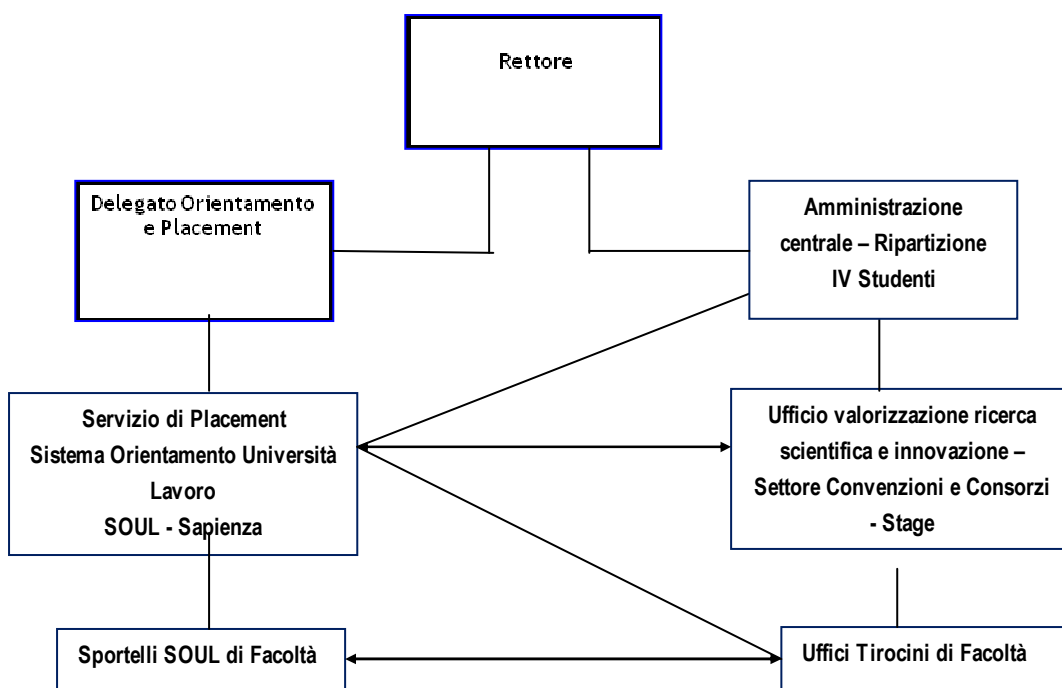 Rettore
Delegato Orientamento
e Placement
Amministrazione
centrale – Ripartizione
IV Studenti
Servizio di Placement
Sistema Orientamento Università
Lavoro
SOUL - Sapienza
Ufficio valorizzazione ricerca
scientifica e innovazione –
Settore Convenzioni e Consorzi
- Stage
Sportelli SOUL di Facoltà
Uffici Tirocini di Facoltà